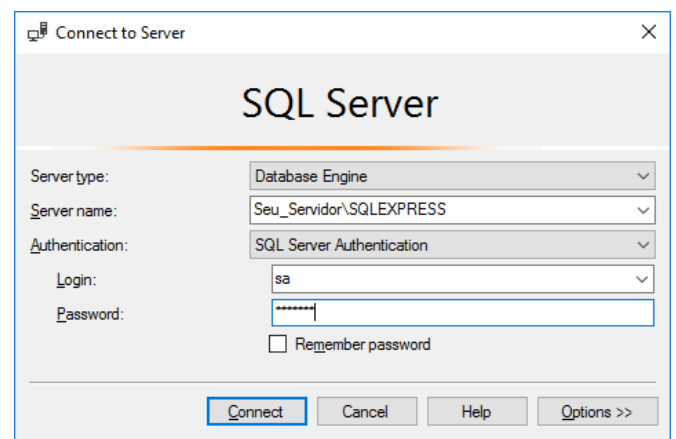 Connect to Server
SQL Server
Server type: Database Engine
Server name: Seu_Servidor\SQLEXPRESS
Authentication: SQL Server Authentication
Login: sa
Password: *******
Remember password
Connect Cancel Help Options >>